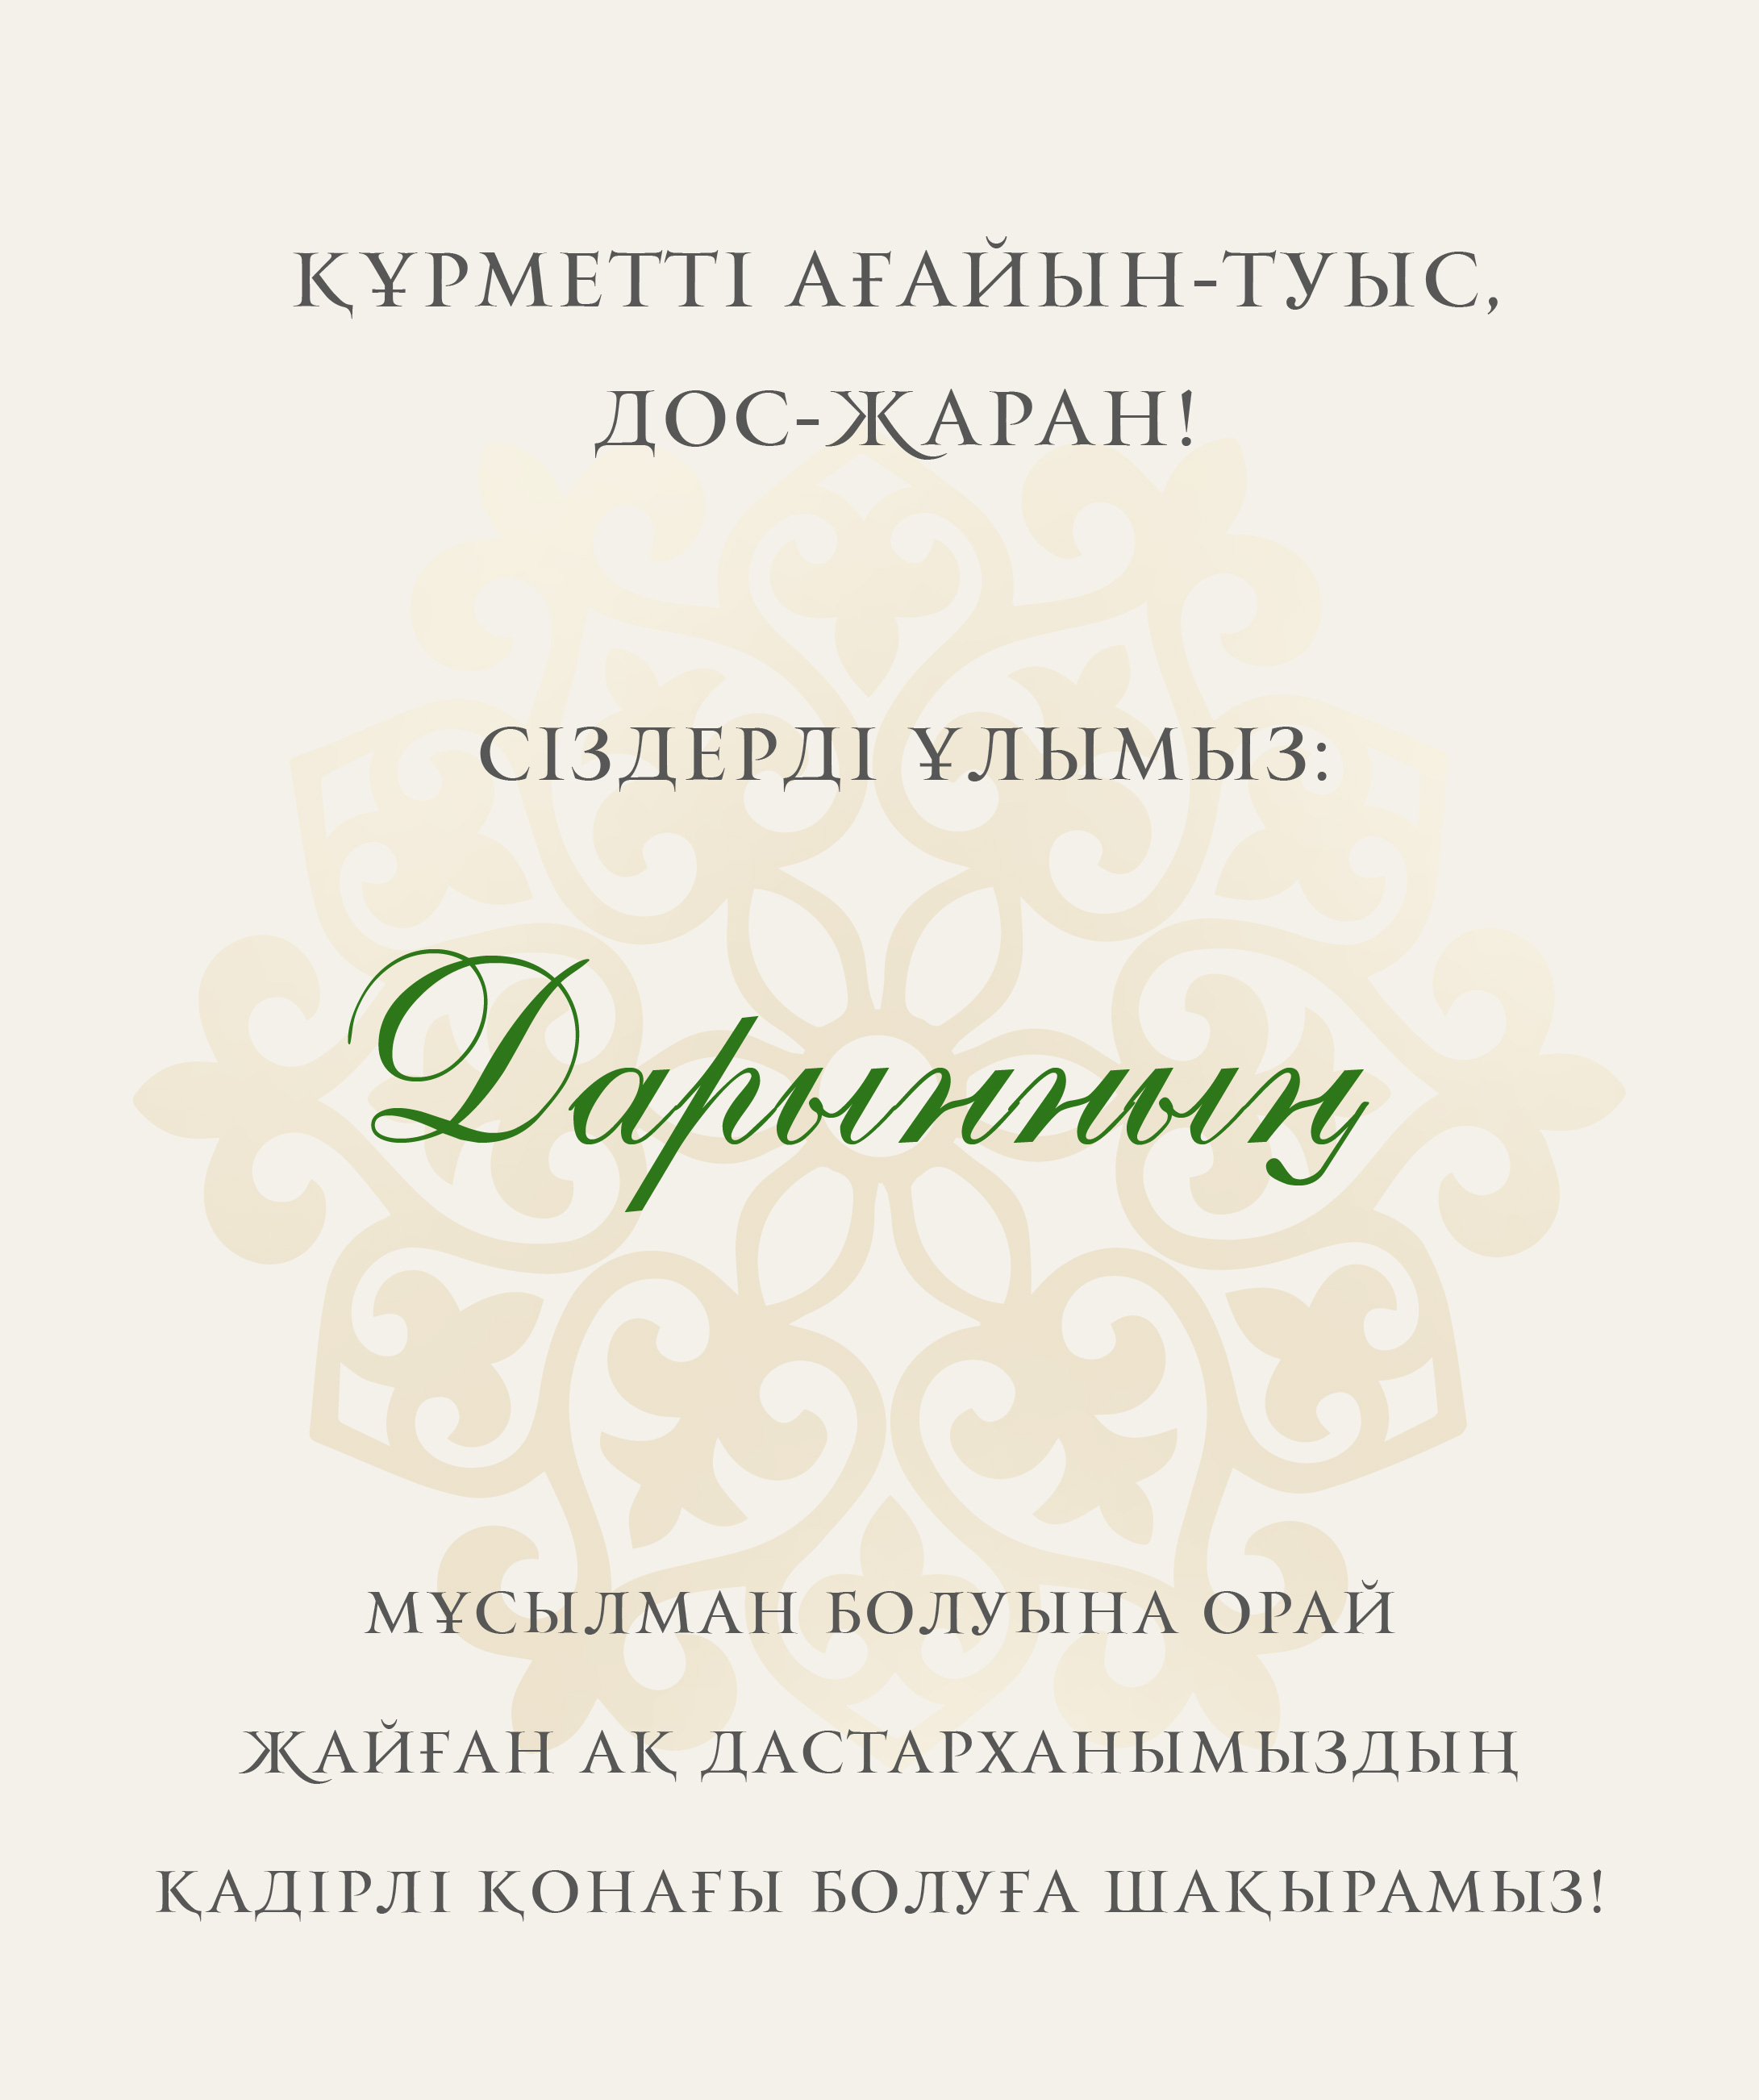 ҚҰРМЕТТІ АҒАЙЫН-ТУЫС,
ДОС-ЖАРАН!
СІЗДЕРДІ ҰЛЫМЫЗ:
Дарынның
МҰСЫЛМАН БОЛУЫНА ОРАЙ
ЖАЙҒАН АҚ ДАСТАРХАНЫМЫЗДЫҢ
ҚАДІРЛІ ҚОНАҒЫ БОЛУҒА ШАҚЫРАМЫЗ!